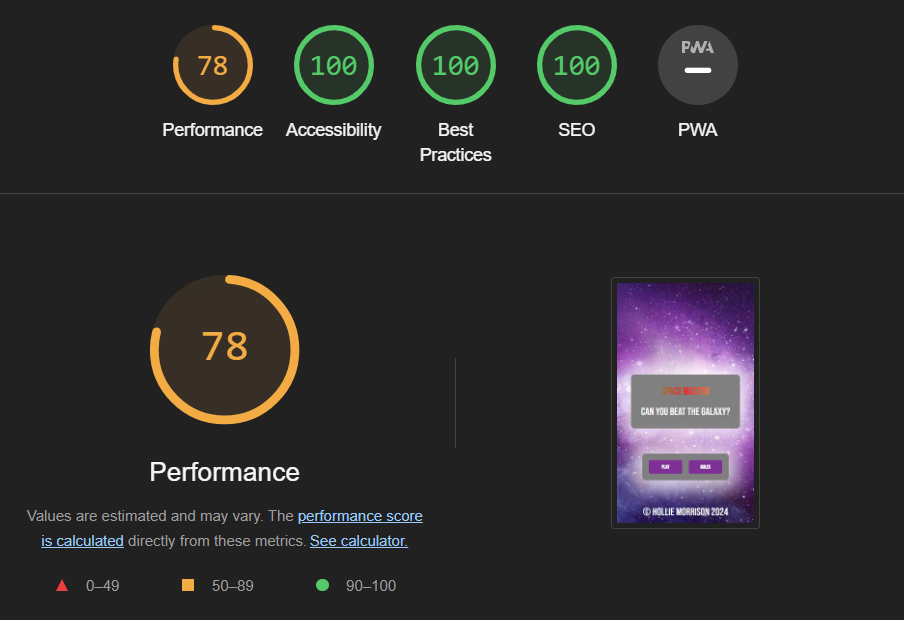 78
100
100
100
PWA
Performance
Accessibility
Best
Practices
SEO
PWA
78
Performance
Values are estimated and may vary. The performance score
is calculated directly from these metrics. See calculator.
0–49
50–89
90–100
SPACE
CAN YOU BEAT THE GALAXY?
PLAY
RULES
© HOLLIE MORRISON 2024